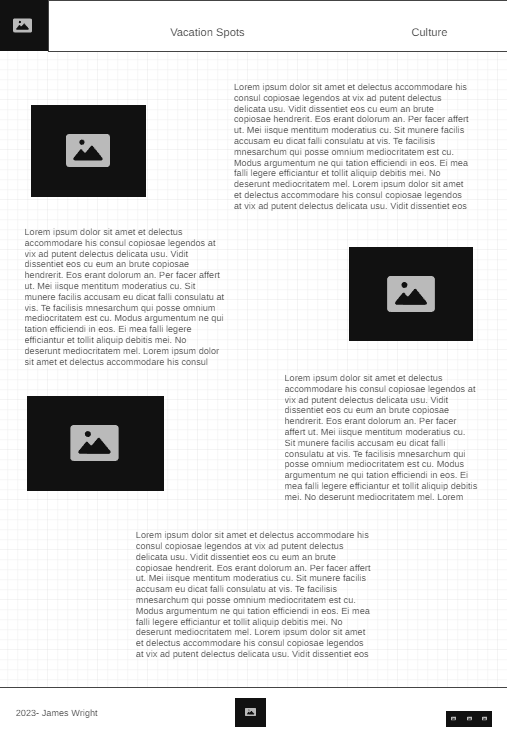 Vacation Spots
Culture
Lorem ipsum dolor sit amet et delectus accommodare his
consul copiosae legendos at vix ad putent delectus
delicata usu. Vidit dissentiet eos cu eum an brute
copiosae hendrerit. Eos erant dolorum an. Per facer affert
ut. Mei iisque mentitum moderatius cu. Sit munere facilis
accusam eu dicat falli consulatu at vis. Te facilisis
mnesarchum qui posse omnium mediocritatem est cu.
Modus argumentum ne qui tation efficiendi in eos. Ei mea
falli legere efficiantur et tollit aliquip debitis mei. No
deserunt mediocritatem mel. Lorem ipsum dolor sit amet
et delectus accommodare his consul copiosae legendos
at vix ad putent delectus delicata usu. Vidit dissentiet eos
Lorem ipsum dolor sit amet et delectus
accommodare his consul copiosae legendos at
vix ad putent delectus delicata usu. Vidit
dissentiet eos cu eum an brute copiosae
hendrerit. Eos erant dolorum an. Per facer affert
ut. Mei iisque mentitum moderatius cu. Sit
munere facilis accusam eu dicat falli consulatu at
vis. Te facilisis mnesarchum qui posse omnium
mediocritatem est cu. Modus argumentum ne qui
tation efficiendi in eos. Ei mea falli legere
efficiantur et tollit aliquip debitis mei. No
deserunt mediocritatem mel. Lorem ipsum dolor
sit amet et delectus accommodare his consul
Lorem ipsum dolor sit amet et delectus
accommodare his consul copiosae legendos at
vix ad putent delectus delicata usu. Vidit
dissentiet eos cu eum an brute copiosae
hendrerit. Eos erant dolorum an. Per facer
affert ut. Mei iisque mentitum moderatius cu.
Sit munere facilis accusam eu dicat falli
consulatu at vis. Te facilisis mnesarchum qui
posse omnium mediocritatem est cu. Modus
argumentum ne qui tation efficiendi in eos. Ei
mea falli legere efficiantur et tollit aliquip debitis
mei. No deserunt mediocritatem mel. Lorem
Lorem ipsum dolor sit amet et delectus accommodare his
consul copiosae legendos at vix ad putent delectus
delicata usu. Vidit dissentiet eos cu eum an brute
copiosae hendrerit. Eos erant dolorum an. Per facer affert
ut. Mei iisque mentitum moderatius cu. Sit munere facilis
accusam eu dicat falli consulatu at vis. Te facilisis
mnesarchum qui posse omnium mediocritatem est cu.
Modus argumentum ne qui tation efficiendi in eos. Ei mea
falli legere efficiantur et tollit aliquip debitis mei. No
deserunt mediocritatem mel. Lorem ipsum dolor sit amet
et delectus accommodare his consul copiosae legendos
at vix ad putent delectus delicata usu. Vidit dissentiet eos
2023- James Wright